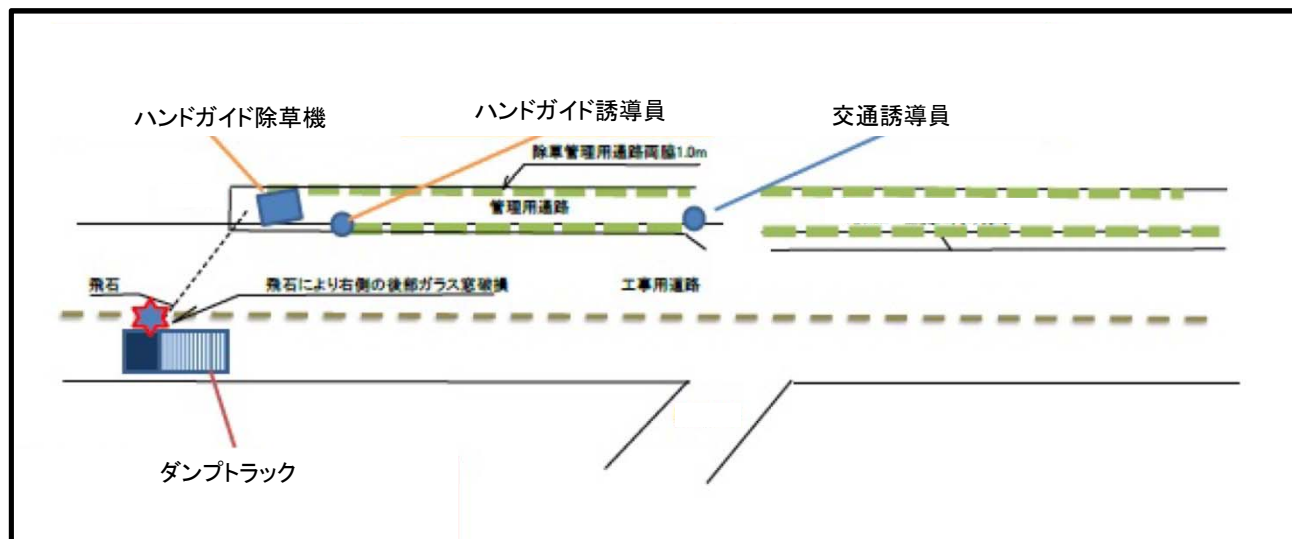 ハンドガイド除草機
ハンドガイド誘導員
交通誘導員
除草管理用通路両脇1.0m
管理用通路
飛石
飛石により右側の後部ガラス窓破損
工事用道路
ダンプトラック